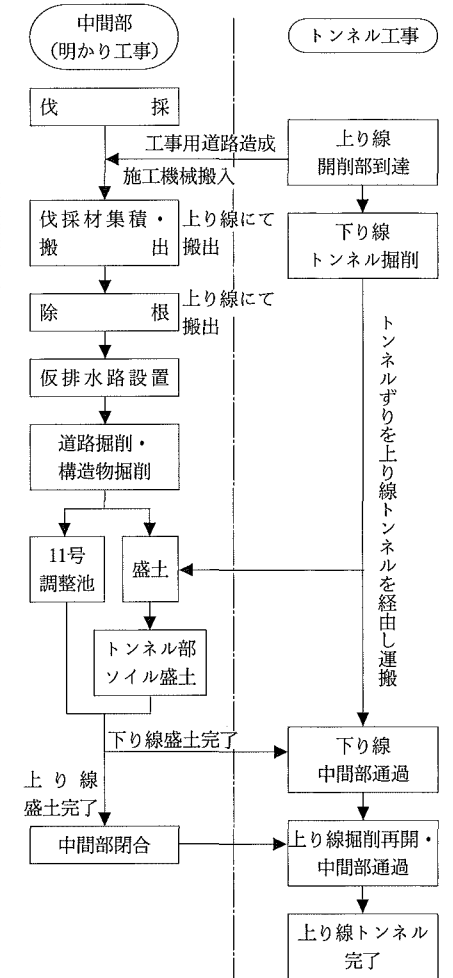 中間部
(明かり工事)
トンネル工事
伐採
工事用道路造成
施工機械搬入
上り線
開削部到達
伐採材集積・
搬出
上り線にて
搬出
下り線
トンネル掘削
除根
上り線にて
搬出
仮排水路設置
道路掘削・
構造物掘削
トンネルずりを上り線トンネルを経由し運搬
11号
調整池
盛土
トンネル部
ソイル盛土
下り線盛土完了
下り線
中間部通過
上り線
盛土完了
中間部閉合
上り線掘削再開・
中間部通過
上り線トンネル
完了